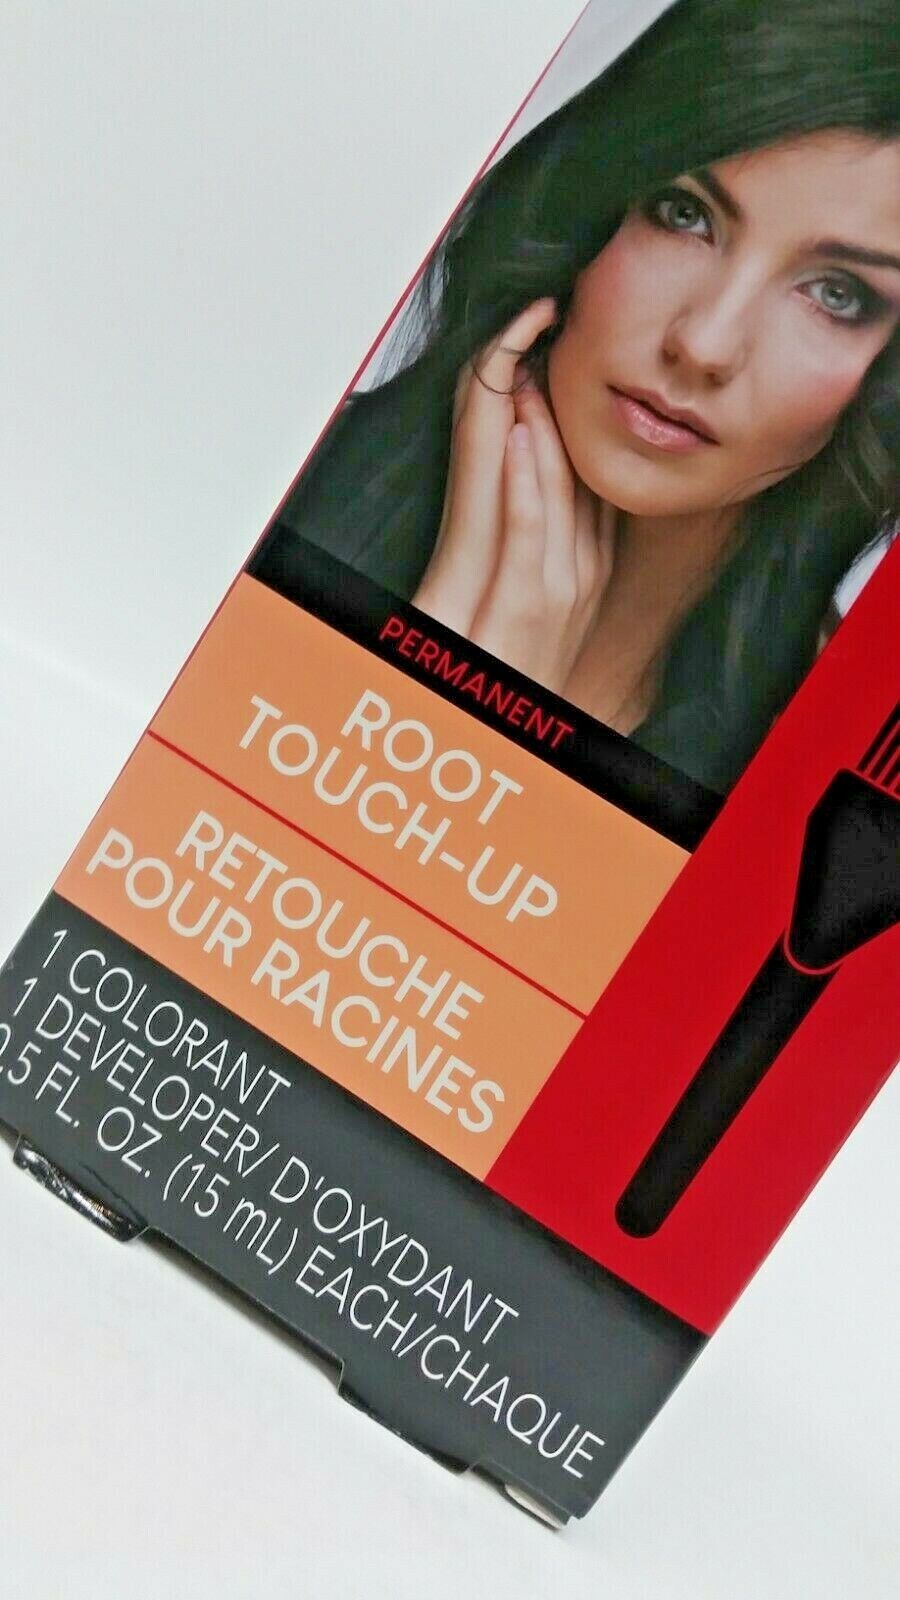 PERMANENT
ROOT
TOUCH-UP
RETOUCHE
POUR RACINES
1 COLORANT
1 DEVELOPER/ D'OXYDANT
0.5 FL. OZ. (15 mL) EACH/CHAQUE